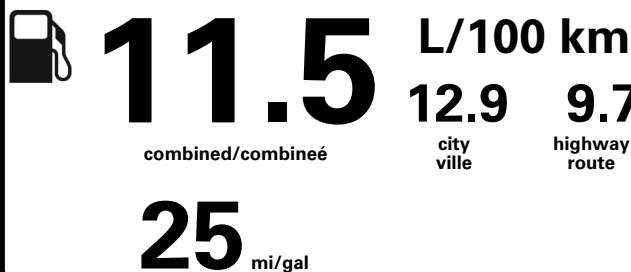 11.5 L/100 km
12.9 9.7
combined/combineé
city highway
ville route
25 mi/gal